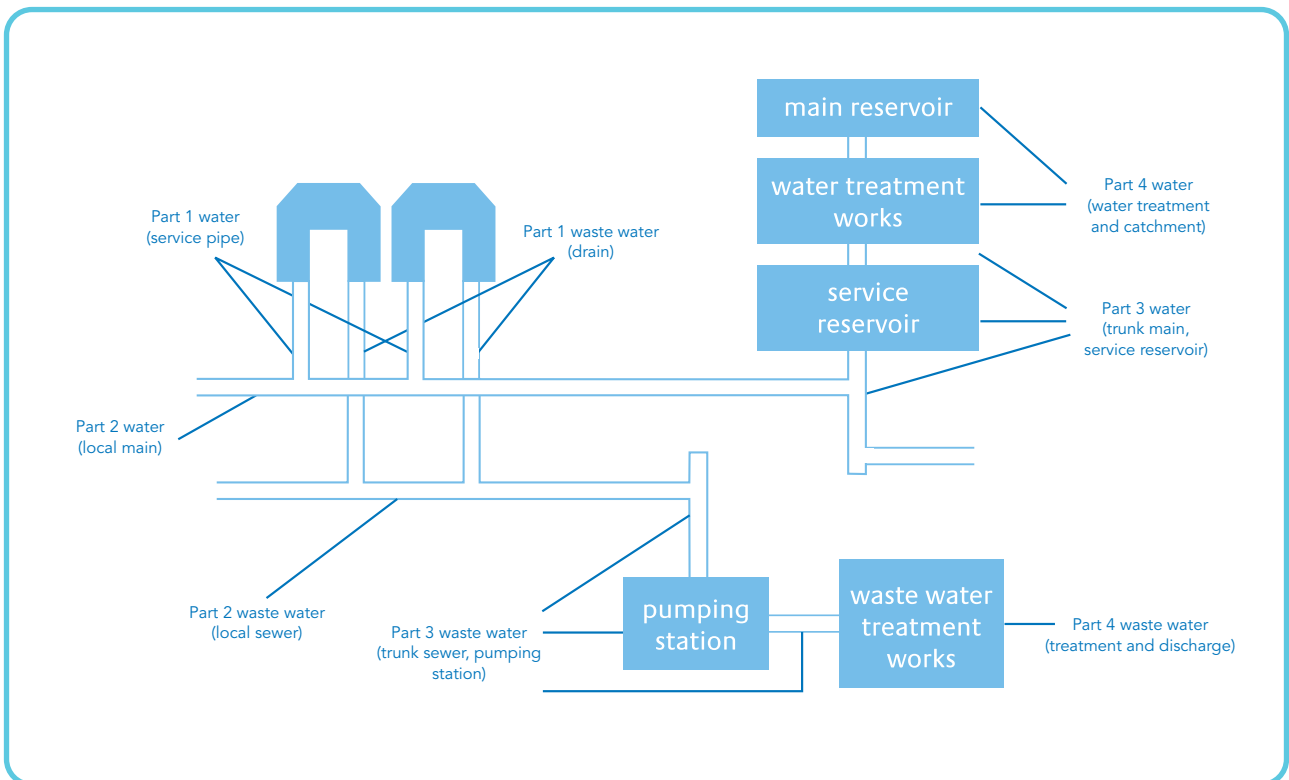 main reservoir
water treatment
works
Part 4 water
(water treatment
and catchment)
Part 1 water
(service pipe)
Part 1 waste water
(drain)
service
reservoir
Part 3 water
(trunk main,
service reservoir)
Part 2 water
(local main)
Part 2 waste water
(local sewer)
Part 3 waste water
(trunk sewer, pumping
station)
pumping
station
waste water
treatment
works
Part 4 waste water
(treatment and discharge)